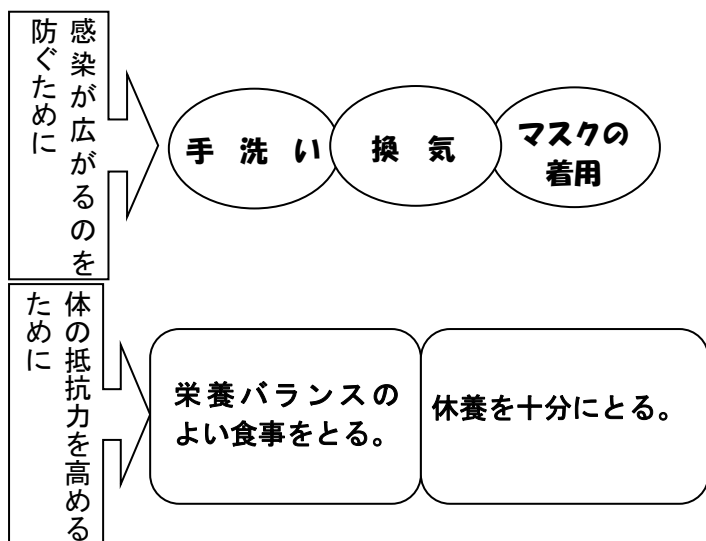 感染が広がるのを
防ぐために
手洗い
換気
マスクの
着用
体の抵抗力を高める
ために
栄養バランスの
よい食事をとる。
休養を十分にとる。